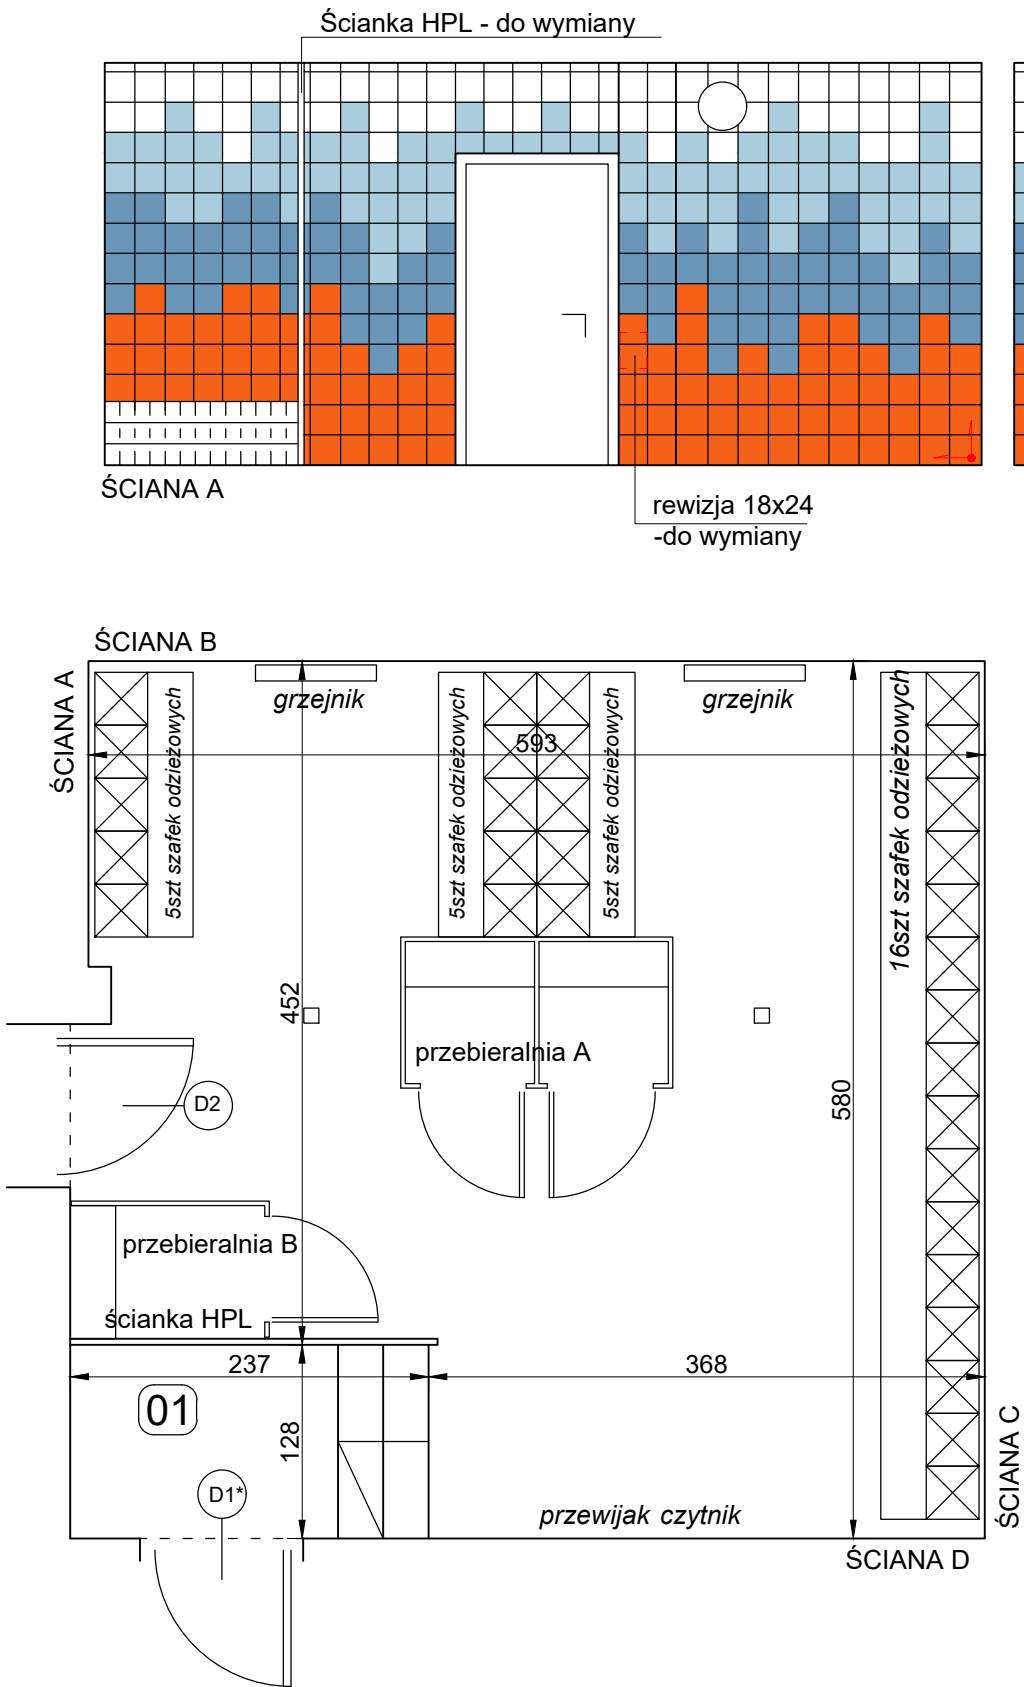 Ścianka HPL - do wymiany
ŚCIANA A
rewizja 18x24
-do wymiany
ŚCIANA B
ŚCIANA A
grzejnik
grzejnik
5szt szafek odzieżowych
5szt szafek odzieżowych
5szt szafek odzieżowych
16szt szafek odzieżowych
593
452
580
przebieralnia A
D2
przebieralnia B
ścianka HPL
237
368
01
128
D1*
przewijak czytnik
ŚCIANA C
ŚCIANA D